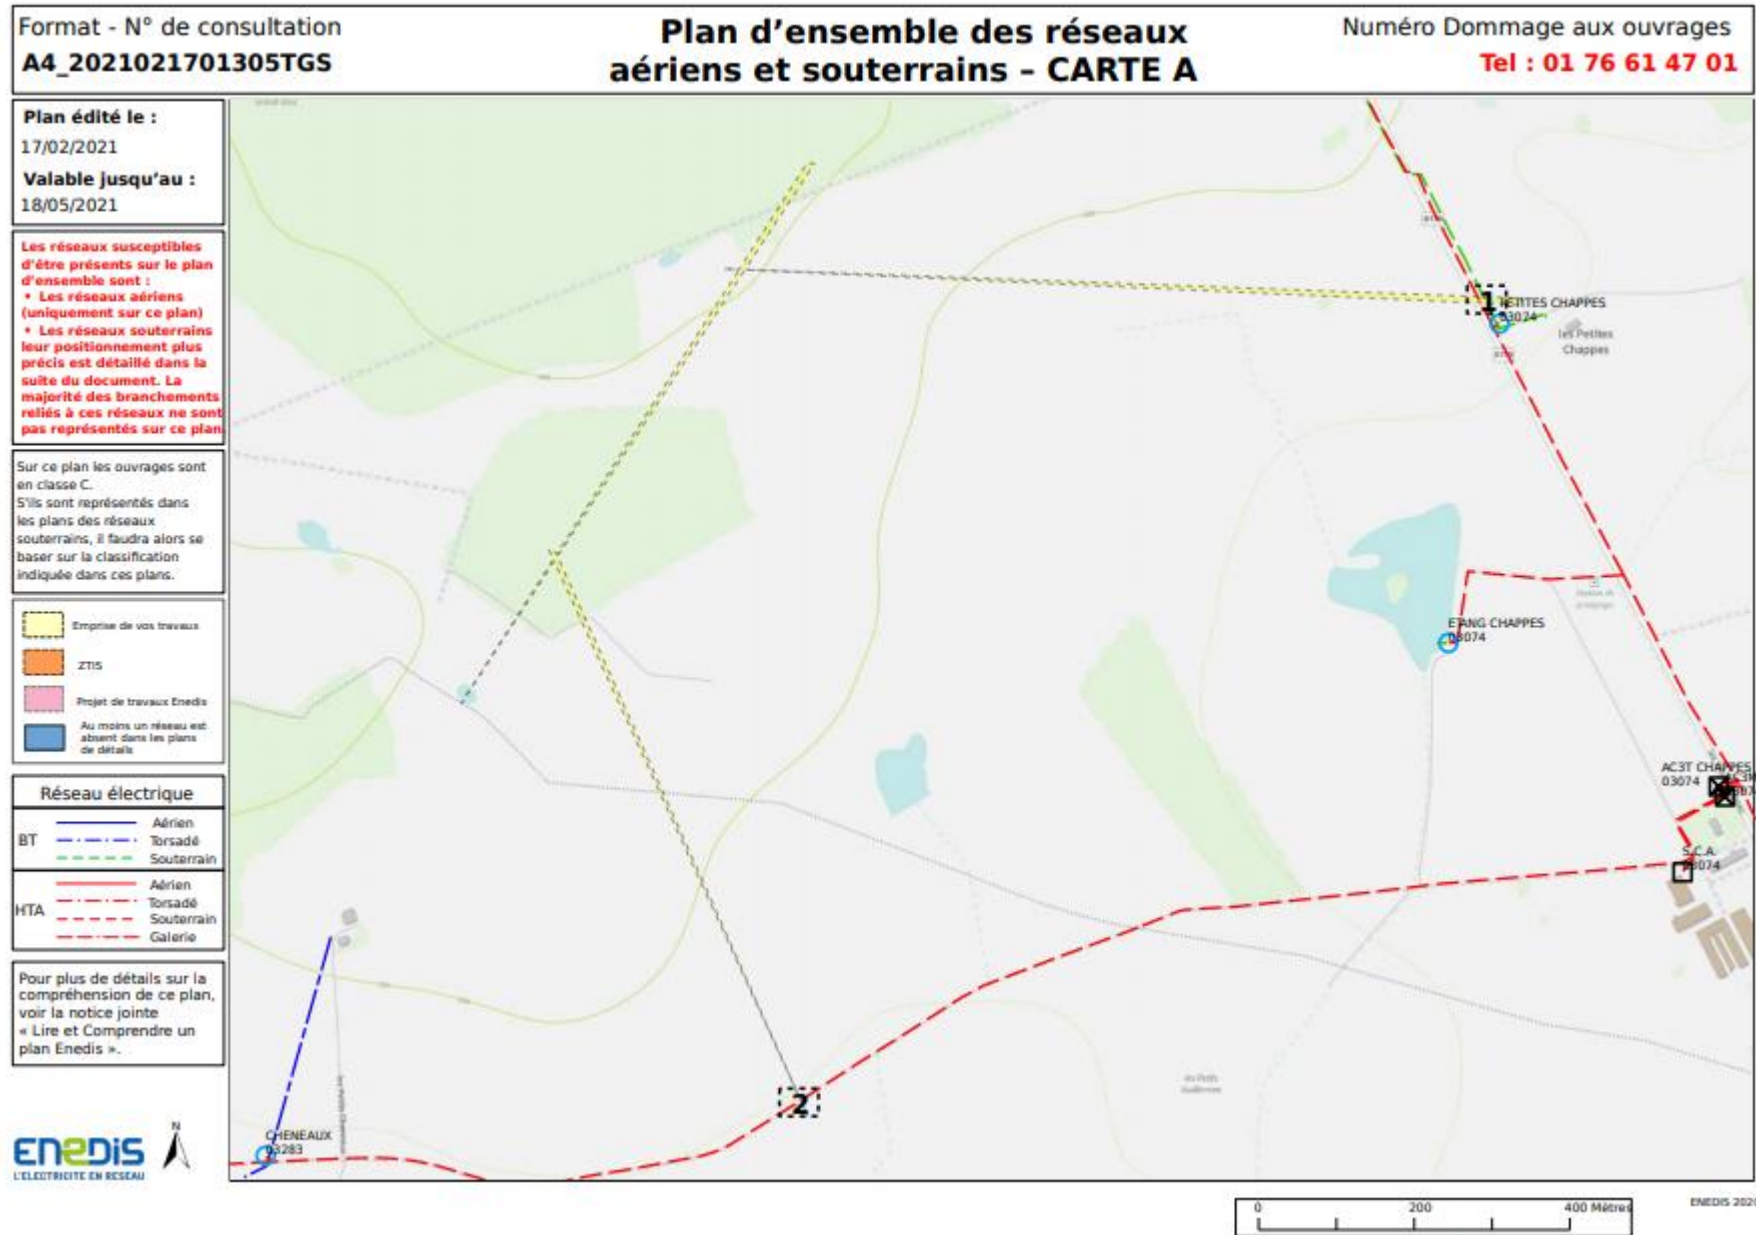 Format - N° de consultation
A4_2021021701305TGS
Plan d’ensemble des réseaux
aériens et souterrains – CARTE A
Numéro Dommage aux ouvrages
Tel : 01 76 61 47 01
Plan édité le :
17/02/2021
Valable jusqu’au :
18/05/2021
Les réseaux susceptibles
d’être présents sur le plan
d’ensemble sont :
• Les réseaux aériens
(uniquement sur ce plan)
• Les réseaux souterrains
leur positionnement plus
précis est détaillé dans la
suite du document. La
majorité des branchements
reliés à ces réseaux ne sont
pas représentés sur ce plan
Sur ce plan les ouvrages sont
en classe C.
S’ils sont représentés dans
les plans des réseaux
souterrains, il faudra alors se
baser sur la classification
indiquée dans ces plans.
Emprise de vos travaux
ZTIS
Projet de travaux Enedis
Au moins un réseau est
absent dans les plans
de détails
Réseau électrique
BT
Aérien
Torsadé
Souterrain
HTA
Aérien
Torsadé
Souterrain
Galerie
Pour plus de détails sur la
compréhension de ce plan,
voir la notice jointe
« Lire et Comprendre un
plan Enedis ».
ENEDIS
L'ELECTRICITE EN RESEAU
N
1
PETITES CHAPPES
03074
les Petites
Chappes
ETANG CHAPPES
03074
AC3T CHAPPES
03074
S.C.A.
03074
2
CHENEAUX
03283
0 200 400 Mètres
ENEDIS 2020